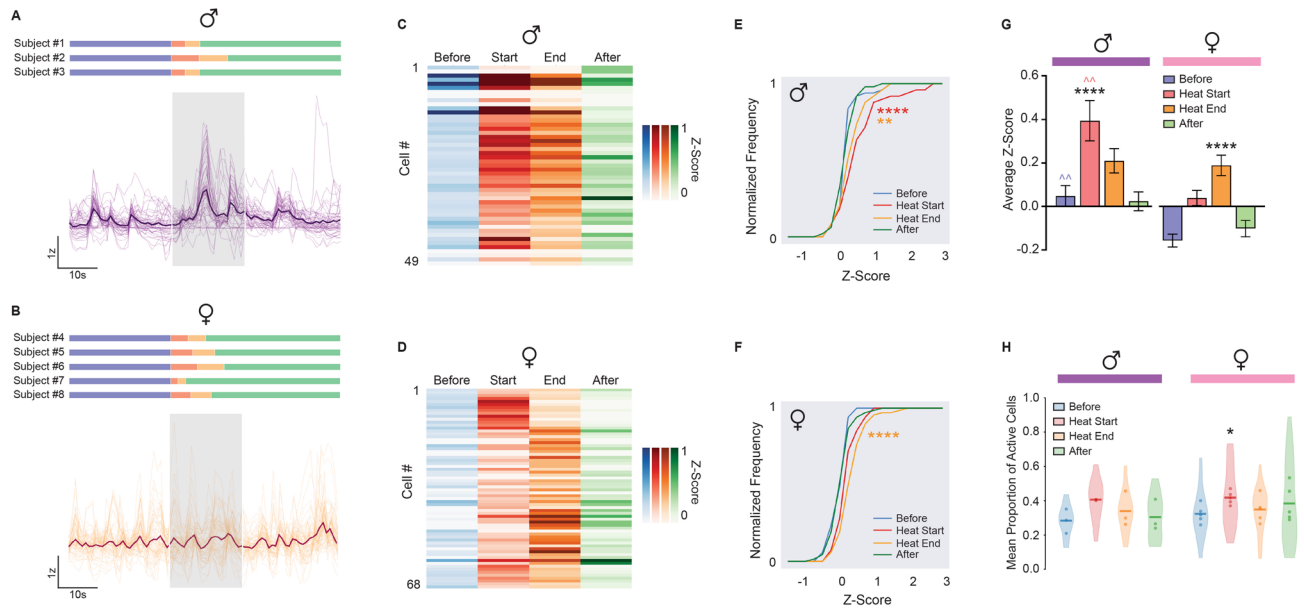 A
♂
Subject #1
Subject #2
Subject #3
1z
10s
B
♀
Subject #4
Subject #5
Subject #6
Subject #7
Subject #8
1z
10s
C
♂
Before Start End After
1
Cell #
49
1
0
Z-Score
D
♀
Before Start End After
1
Cell #
68
1
0
Z-Score
E
♂
1
Normalized Frequency
0
****
**
Before
Heat Start
Heat End
After
-1 0 1 2 3
Z-Score
F
♀
1
Normalized Frequency
0
****
Before
Heat Start
Heat End
After
-1 0 1 2 3
Z-Score
G
♂ ♀
Average Z-Score
0.6
0.4
0.2
0.0
-0.2
^^
^^
****
****
Before
Heat Start
Heat End
After
H
♂ ♀
Mean Proportion of Active Cells
1.0
0.8
0.6
0.4
0.2
0.0
Before
Heat Start
Heat End
After
*